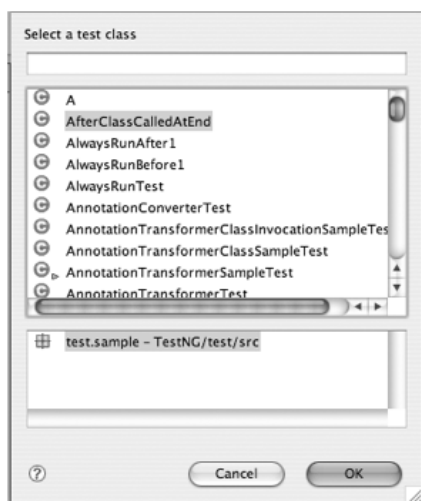 Select a test class
A
AfterClassCalledAtEnd
AlwaysRunAfter1
AlwaysRunBefore1
AlwaysRunTest
AnnotationConverterTest
AnnotationTransformerClassInvocationSampleTes
AnnotationTransformerClassSampleTest
AnnotationTransformerSampleTest
AnnotationTransformerTest
test.sample – TestNG/test/src
?
Cancel
OK